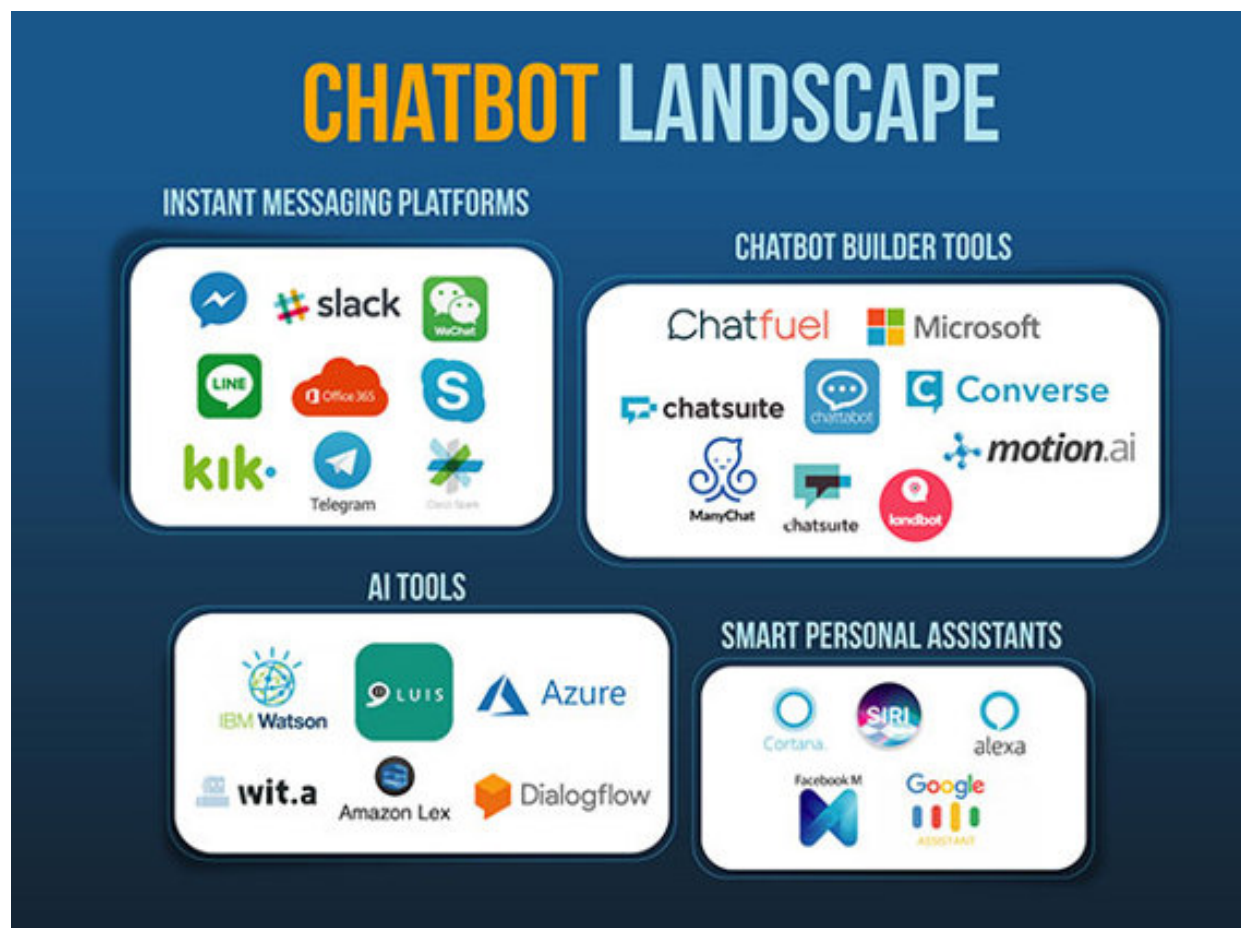 CHATBOT LANDSCAPE
INSTANT MESSAGING PLATFORMS
slack
WeChat
LINE
Office 365
S
kik
Telegram
Cisco Spark
CHATBOT BUILDER TOOLS
Chatfuel
Microsoft
chatsuite
chattabot
C Converse
motion.ai
ManyChat
chatsuite
landbot
AI TOOLS
IBM Watson
LUIS
Azure
wit.a
Amazon Lex
Dialogflow
SMART PERSONAL ASSISTANTS
Cortana
SIRI
alexa
Facebook M
Google
ASSISTANT